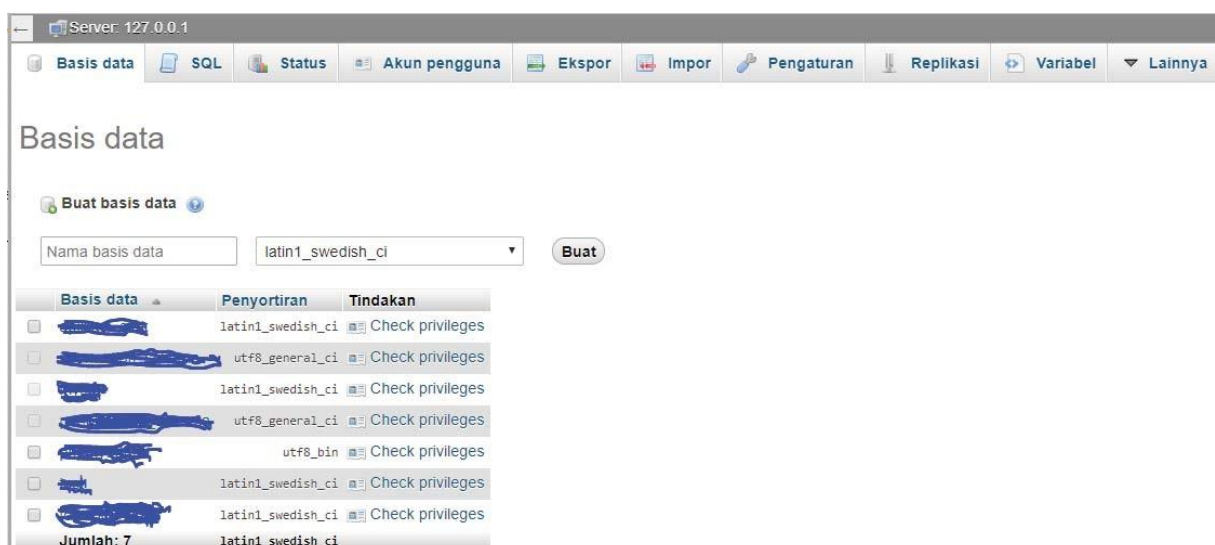 Server: 127.0.0.1
Basis data SQL Status Akun pengguna Ekspor Impor Pengaturan Replikasi Variabel Lainnya
Basis data
Buat basis data
Nama basis data latin1_swedish_ci Buat
Basis data Penyortiran Tindakan
latin1_swedish_ci Check privileges
utf8_general_ci Check privileges
latin1_swedish_ci Check privileges
utf8_general_ci Check privileges
utf8_bin Check privileges
latin1_swedish_ci Check privileges
latin1_swedish_ci Check privileges
Jumlah: 7 latin1_swedish_ci